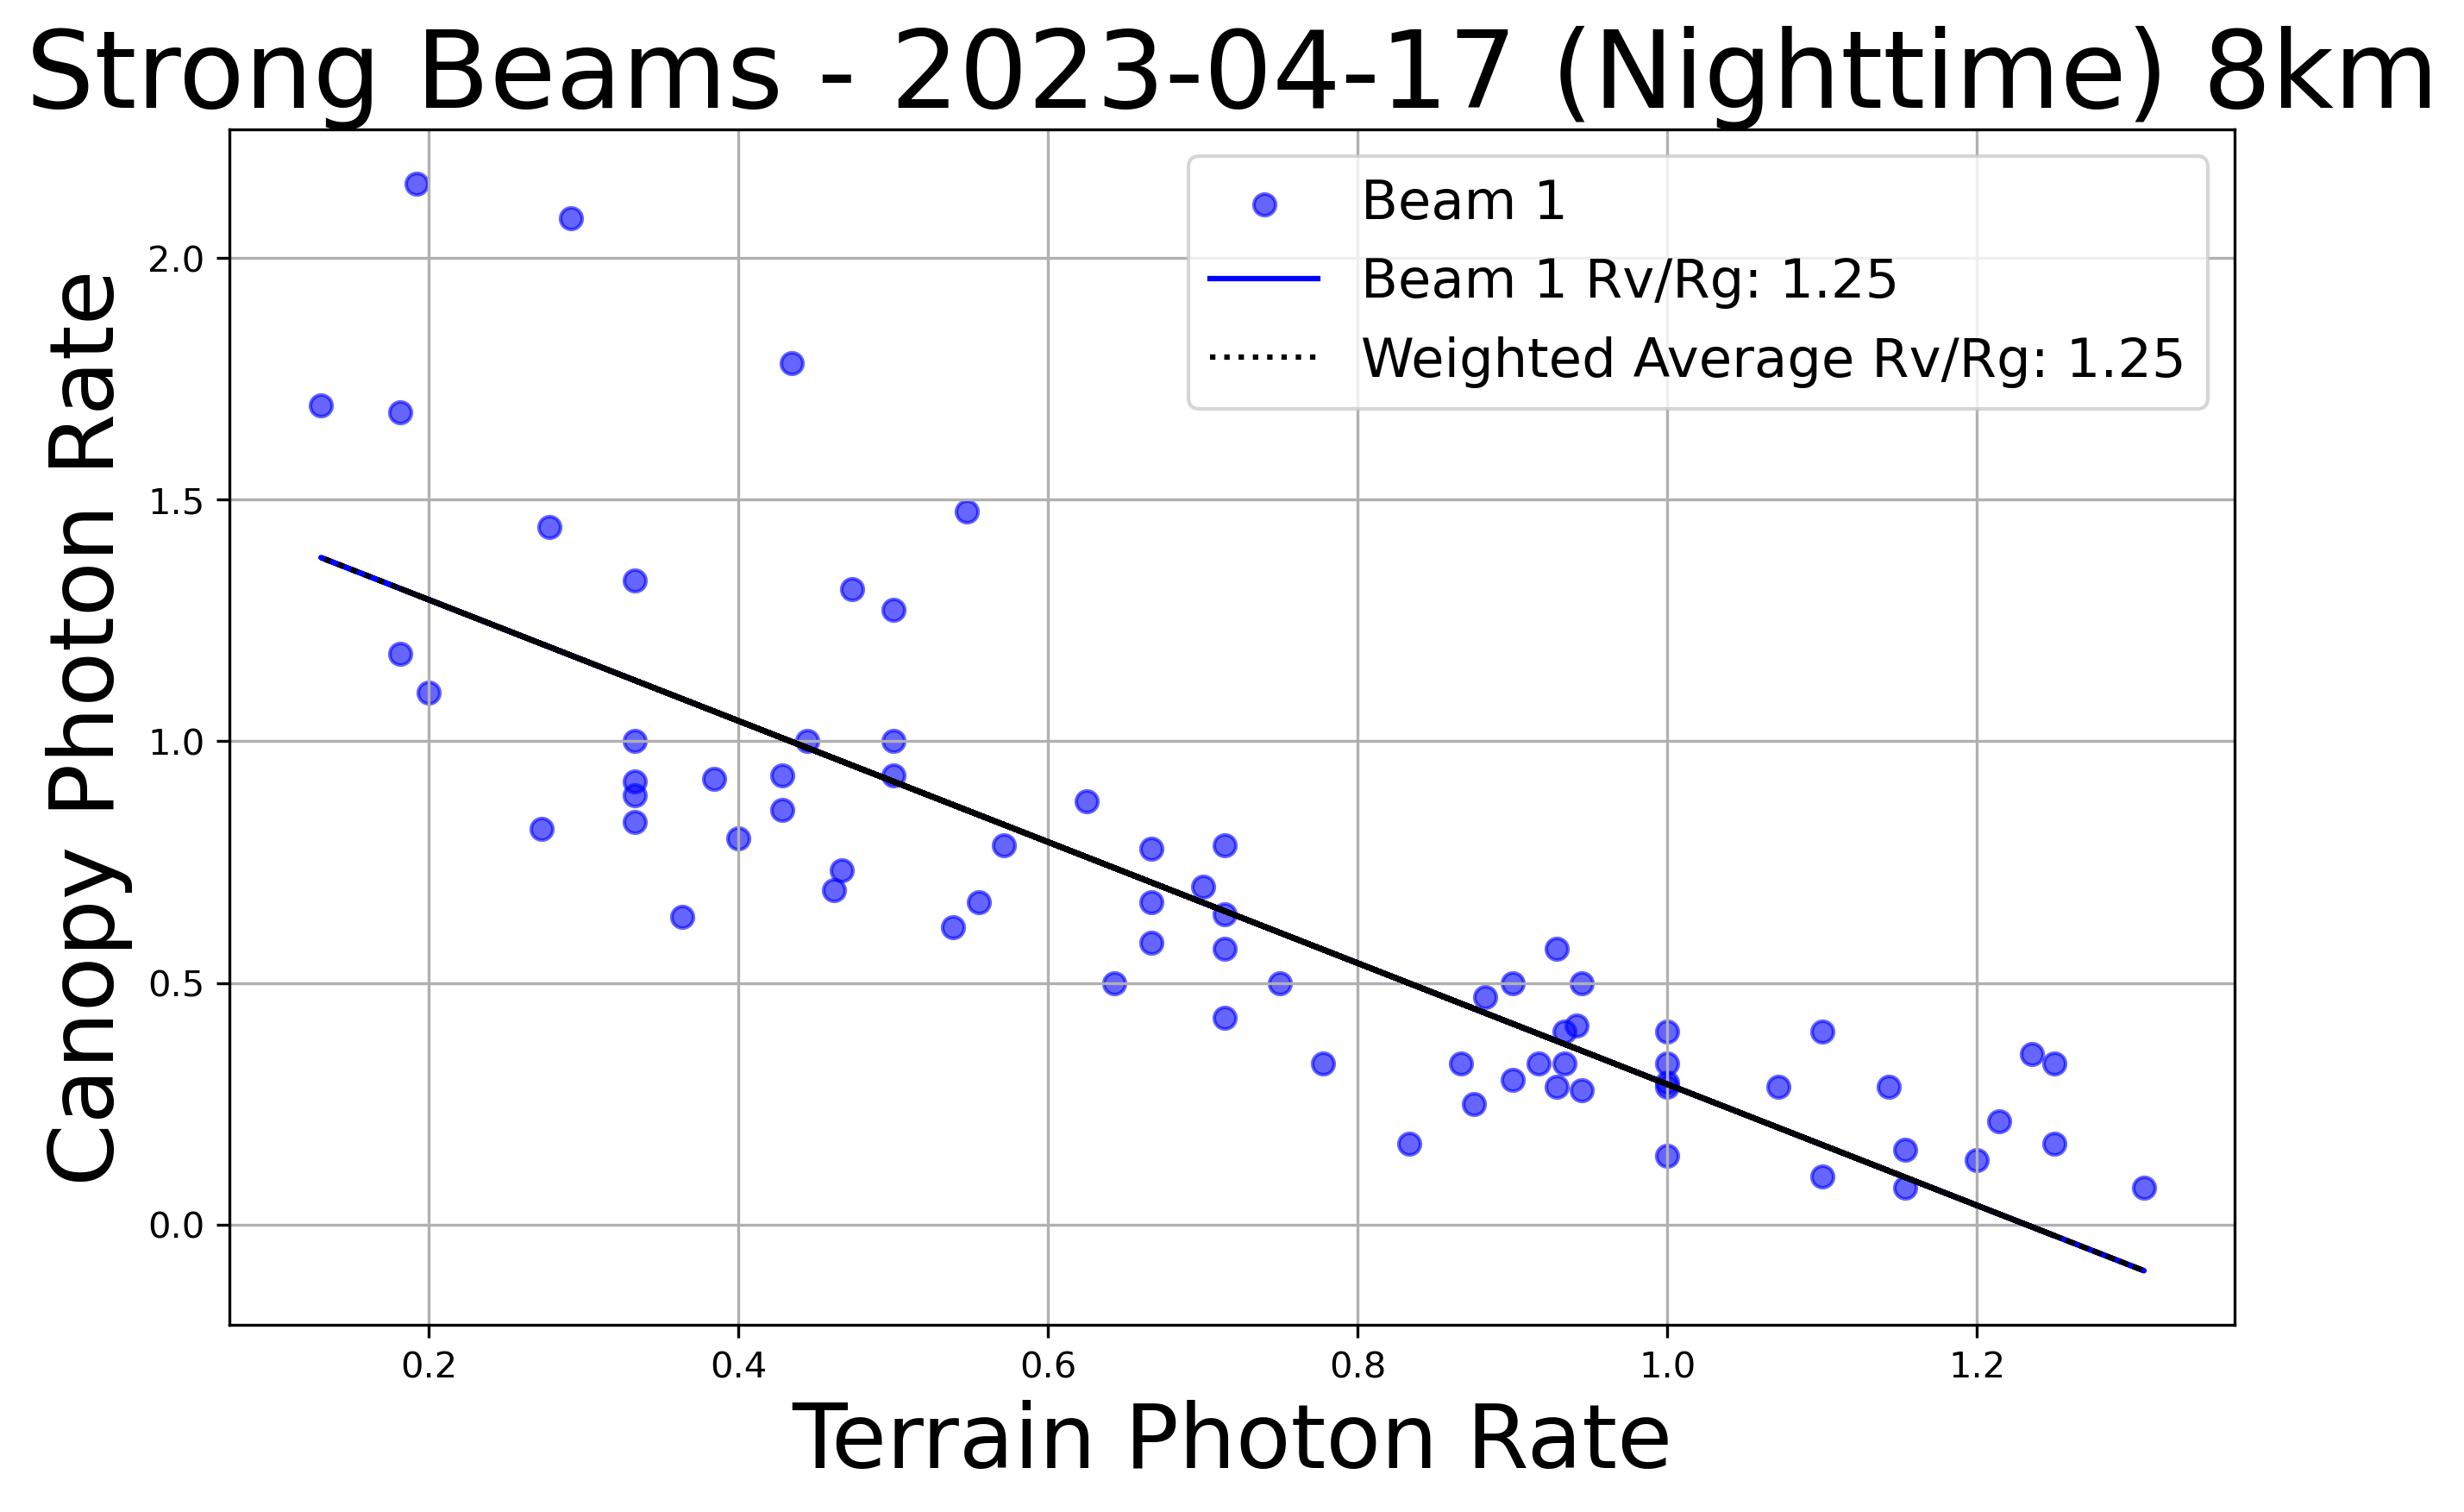 Strong Beams - 2023-04-17 (Nighttime) 8km
Beam 1
Beam 1 Rv/Rg: 1.25
Weighted Average Rv/Rg: 1.25
Canopy Photon Rate
2.0
1.5
1.0
0.5
0.0
0.2 0.4 0.6 0.8 1.0 1.2
Terrain Photon Rate